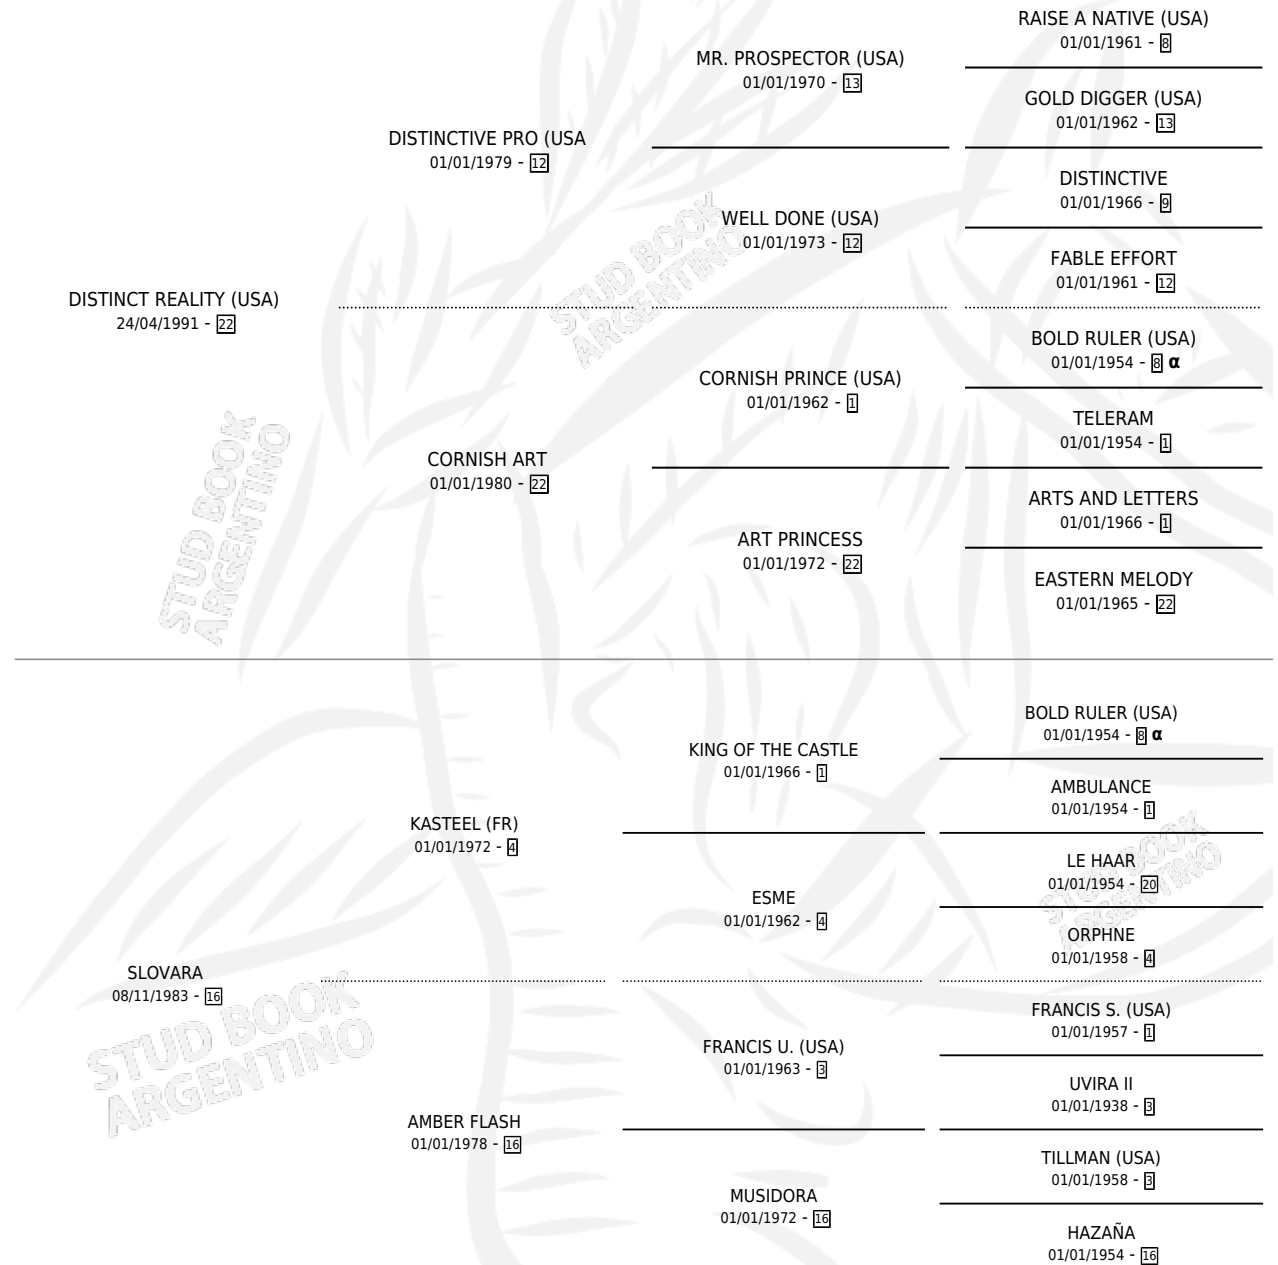 RAISE A NATIVE (USA)
01/01/1961 - 8
MR. PROSPECTOR (USA)
01/01/1970 - 13
GOLD DIGGER (USA)
01/01/1962 - 13
DISTINCTIVE PRO (USA
01/01/1979 - 12
DISTINCTIVE
01/01/1966 - 9
WELL DONE (USA)
01/01/1973 - 12
FABLE EFFORT
01/01/1961 - 12
DISTINCT REALITY (USA)
24/04/1991 - 22
BOLD RULER (USA)
01/01/1954 - 8 α
CORNISH PRINCE (USA)
01/01/1962 - 1
TELERAM
01/01/1954 - 1
CORNISH ART
01/01/1980 - 22
ARTS AND LETTERS
01/01/1966 - 1
ART PRINCESS
01/01/1972 - 22
EASTERN MELODY
01/01/1965 - 22
BOLD RULER (USA)
01/01/1954 - 8 α
KING OF THE CASTLE
01/01/1966 - 1
AMBULANCE
01/01/1954 - 1
KASTEEL (FR)
01/01/1972 - 4
LE HAAR
01/01/1954 - 20
ESME
01/01/1962 - 4
ORPHNE
01/01/1958 - 4
SLOVARA
08/11/1983 - 16
FRANCIS S. (USA)
01/01/1957 - 1
FRANCIS U. (USA)
01/01/1963 - 3
UVIRA II
01/01/1938 - 3
AMBER FLASH
01/01/1978 - 16
TILLMAN (USA)
01/01/1958 - 3
MUSIDORA
01/01/1972 - 16
HAZAÑA
01/01/1954 - 16
STUD BOOK
ARGENTINO
STUD BOOK
ARGENTINO
STUD BOOK
ARGENTINO
STUD BOOK
ARGENTINO